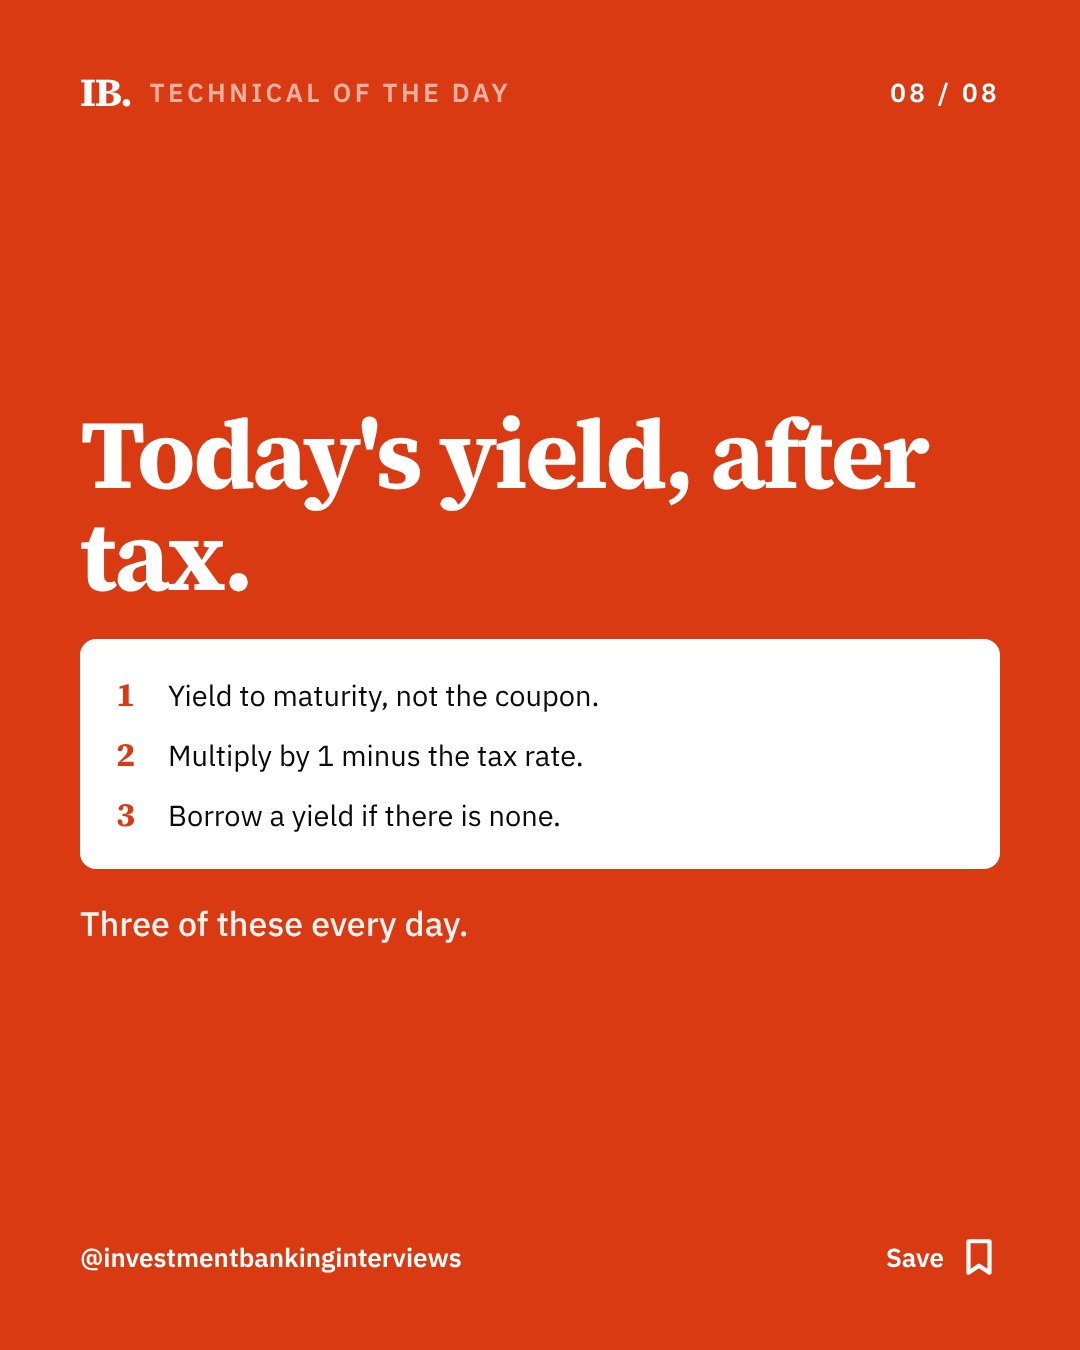 IB. TECHNICAL OF THE DAY 08 / 08
Today's yield, after
tax.
1 Yield to maturity, not the coupon.
2 Multiply by 1 minus the tax rate.
3 Borrow a yield if there is none.
Three of these every day.
@investmentbankinginterviews Save